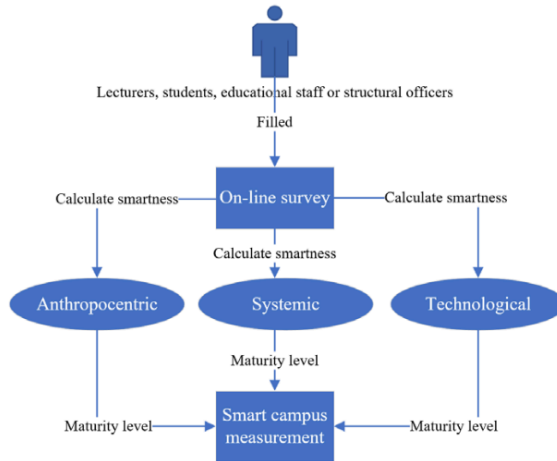 Lecturers, students, educational staff or structural officers
Filled
On-line survey
Calculate smartness
Calculate smartness
Calculate smartness
Anthropocentric
Systemic
Technological
Maturity level
Smart campus
measurement
Maturity level
Maturity level